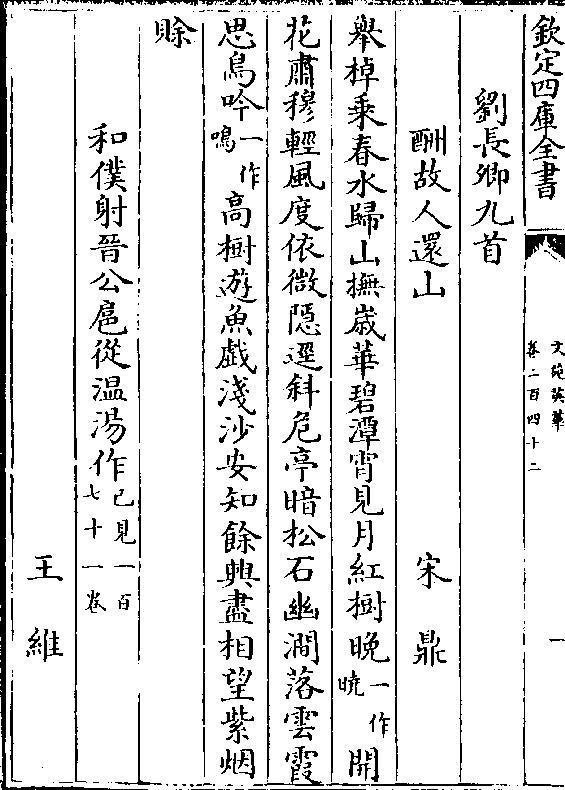 欽定四庫全書
文苑英華
卷二百四十二
一
劉長卿九首
酬故人還山　宋鼎
舉棹乗春水歸山撫歲華碧潭宵見月紅樹晚一作曉開
花肅穆輕風度依微隱逕斜危亭暗松石幽澗落雲霞
思鳥吟一作鳴高樹遊魚戯淺沙安知餘興盡相望紫烟
賒
和僕射晉公扈從温湯作已見一百七十一卷
王維